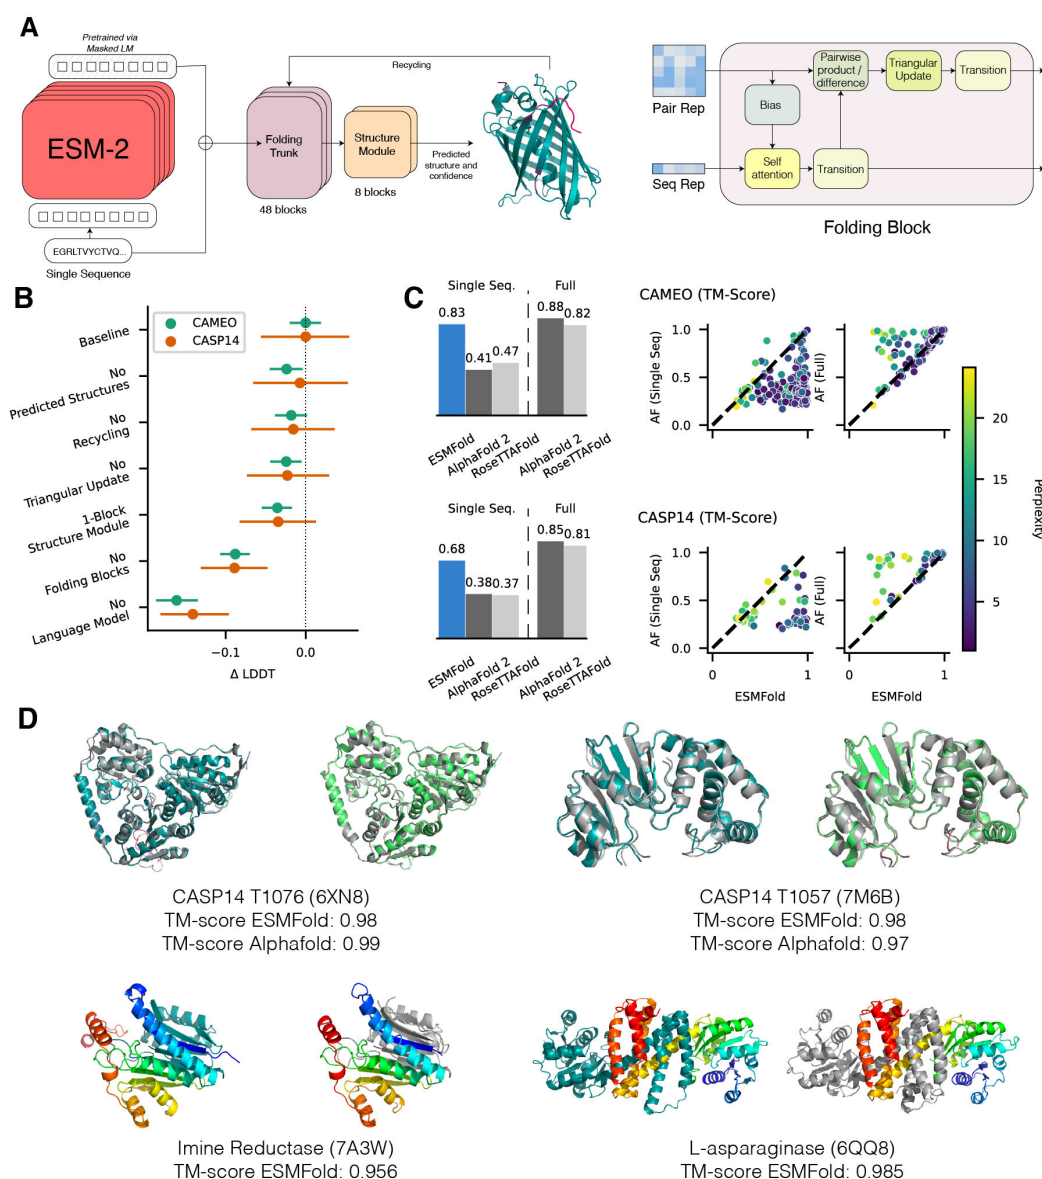 A
Pretrained via
Masked LM
ESM-2
EGRLTVYCTVQ...
Single Sequence
Recycling
Folding
Trunk
48 blocks
Structure
Module
8 blocks
Predicted
structure and
confidence
Pair Rep
Seq Rep
Bias
Self
attention
Pairwise
product /
difference
Transition
Triangular
Update
Transition
Folding Block
B
CAMEO
CASP14
Baseline
No
Predicted Structures
No
Recycling
No
Triangular Update
1-Block
Structure Module
No
Folding Blocks
No
Language Model
−0.1
0.0
Δ LDDT
C
Single Seq.
Full
0.83
0.41
0.47
0.88
0.82
ESMFold
AlphaFold 2
RoseTTAFold
AlphaFold 2
RoseTTAFold
Single Seq.
Full
0.68
0.38
0.37
0.85
0.81
ESMFold
AlphaFold 2
RoseTTAFold
AlphaFold 2
RoseTTAFold
CAMEO (TM-Score)
AF (Single Seq)
1.0
0.5
0.0
AF (Full)
CASP14 (TM-Score)
AF (Single Seq)
1.0
0.5
0.0
0
1
ESMFold
AF (Full)
0
1
ESMFold
20
15
10
5
Perplexity
D
CASP14 T1076 (6XN8)
TM-score ESMFold: 0.98
TM-score Alphafold: 0.99
CASP14 T1057 (7M6B)
TM-score ESMFold: 0.98
TM-score Alphafold: 0.97
Imine Reductase (7A3W)
TM-score ESMFold: 0.956
L-asparaginase (6QQ8)
TM-score ESMFold: 0.985